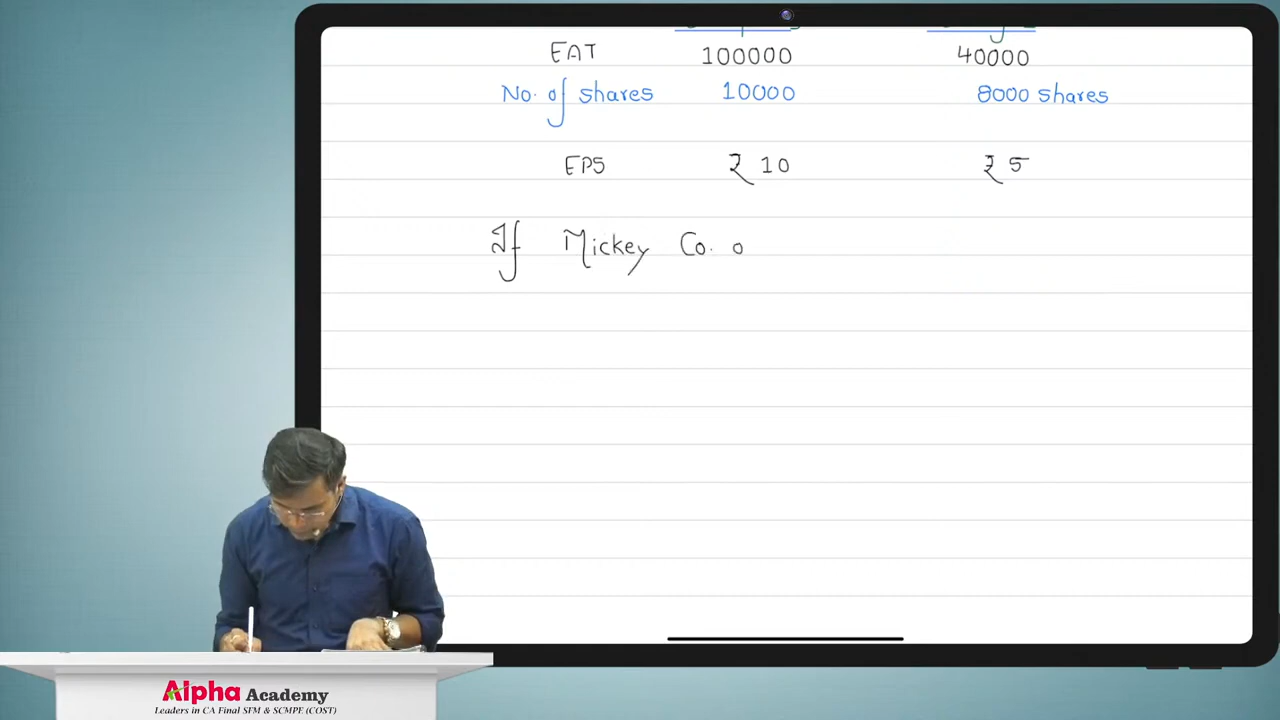 EAT 100000 40000
No. of shares 10000 8000 shares
EPS ₹ 10 ₹ 5
If Mickey Co. o
Alpha Academy
Leaders in CA Final SFM & SCMPE (COST)